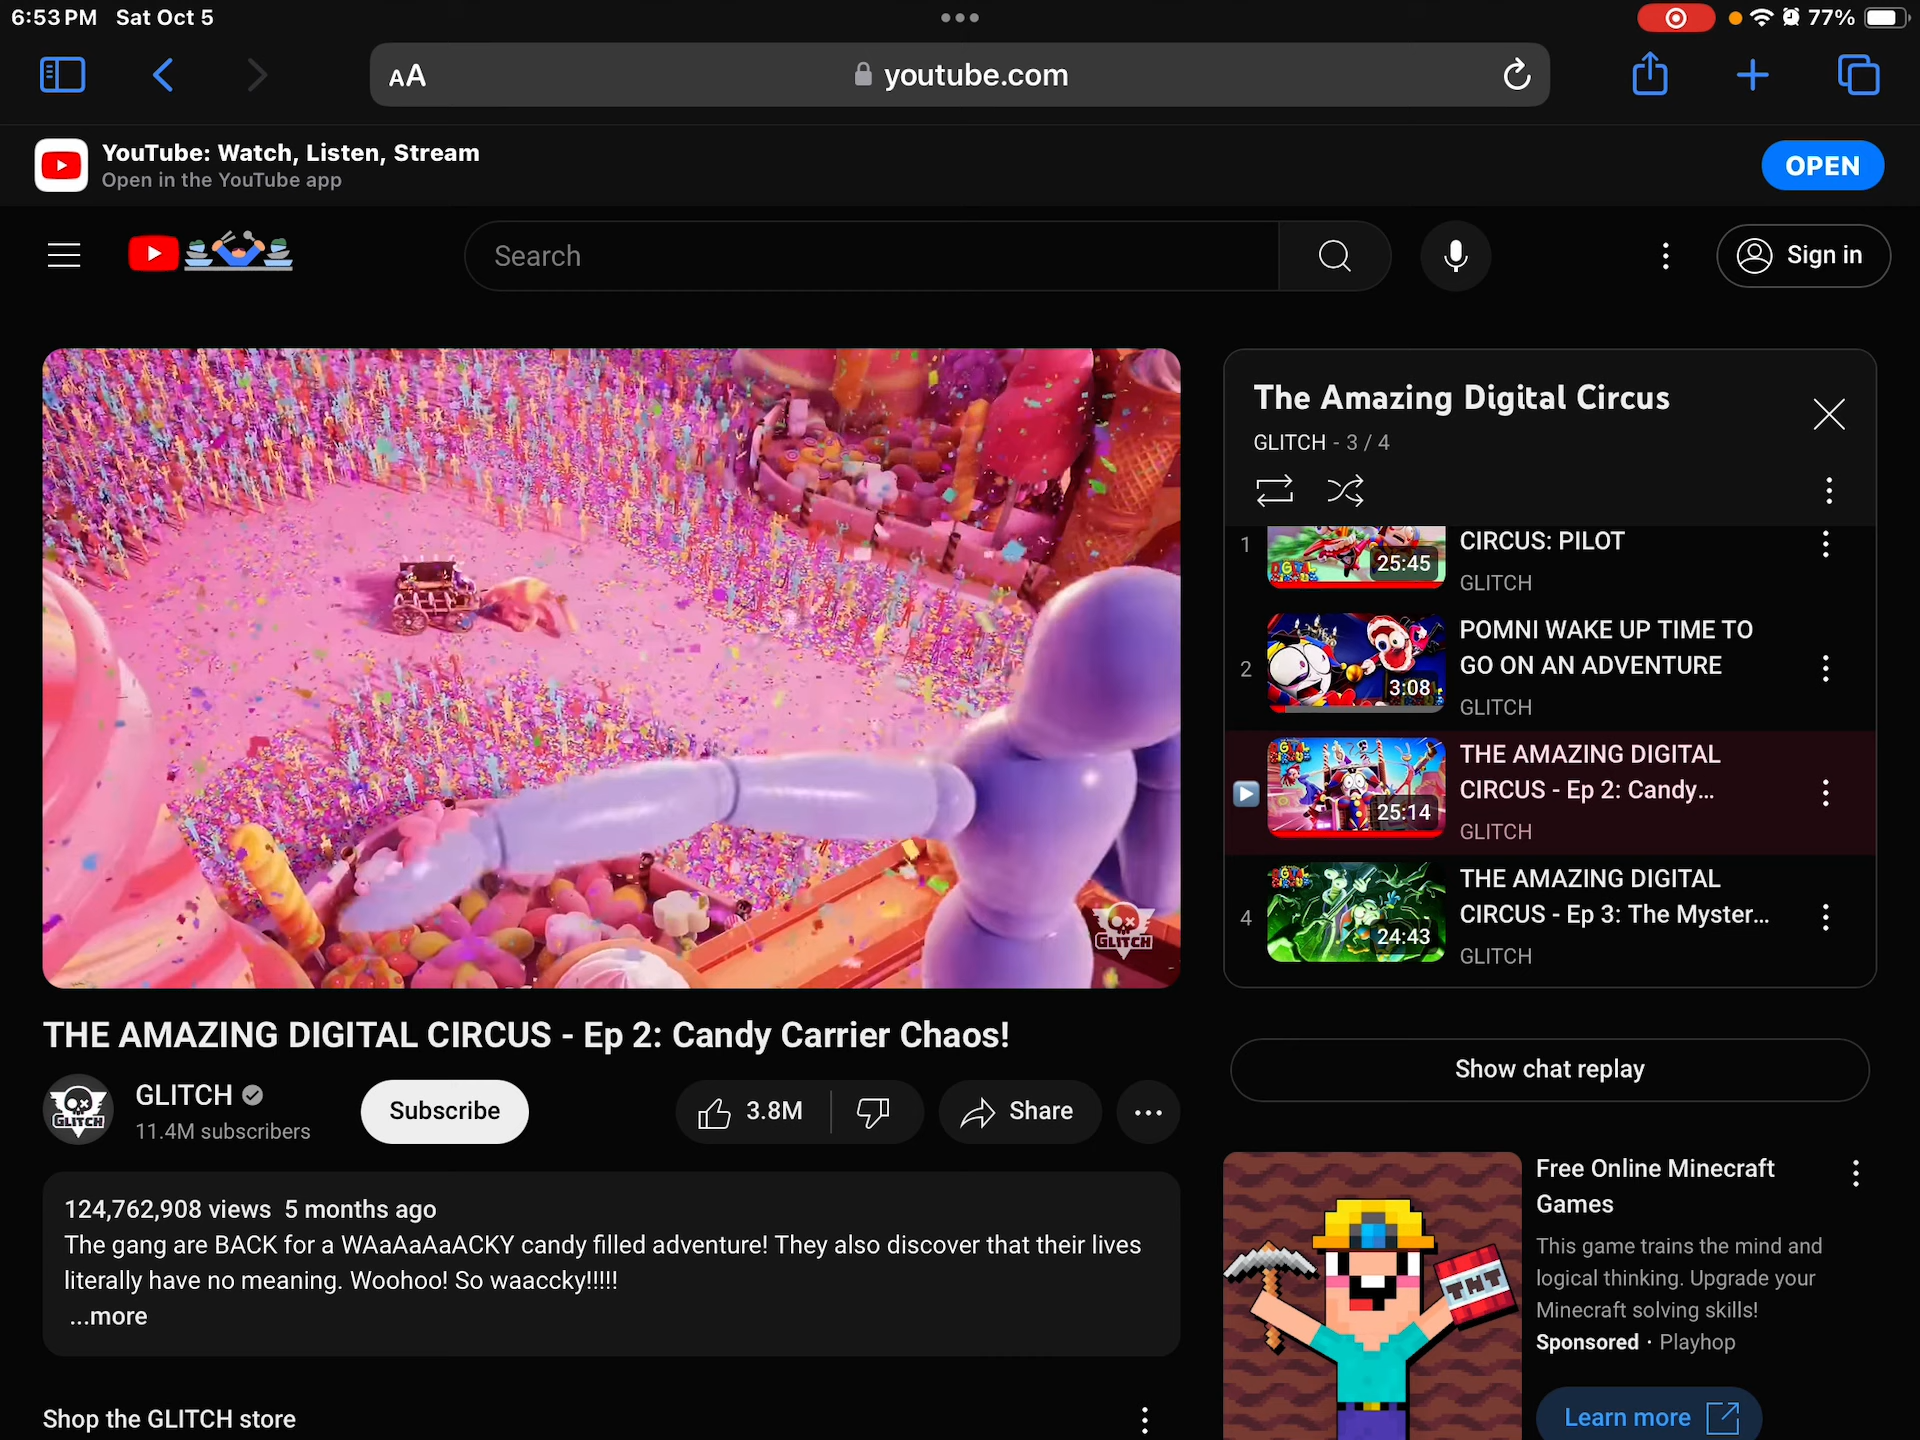 6:53 PM Sat Oct 5
77%
AA
youtube.com
YouTube: Watch, Listen, Stream
Open in the YouTube app
OPEN
Search
Sign in
The Amazing Digital Circus
GLITCH - 3 / 4
1
25:45
CIRCUS: PILOT
GLITCH
2
3:08
POMNI WAKE UP TIME TO
GO ON AN ADVENTURE
GLITCH
25:14
THE AMAZING DIGITAL
CIRCUS - Ep 2: Candy...
GLITCH
4
24:43
THE AMAZING DIGITAL
CIRCUS - Ep 3: The Myster...
GLITCH
GLITCH
THE AMAZING DIGITAL CIRCUS - Ep 2: Candy Carrier Chaos!
GLITCH
GLITCH
11.4M subscribers
Subscribe
3.8M
Share
124,762,908 views 5 months ago
The gang are BACK for a WAaAaAaACKY candy filled adventure! They also discover that their lives
literally have no meaning. Woohoo! So waaccky!!!!!
...more
Shop the GLITCH store
Show chat replay
TNT
Free Online Minecraft
Games
This game trains the mind and
logical thinking. Upgrade your
Minecraft solving skills!
Sponsored · Playhop
Learn more